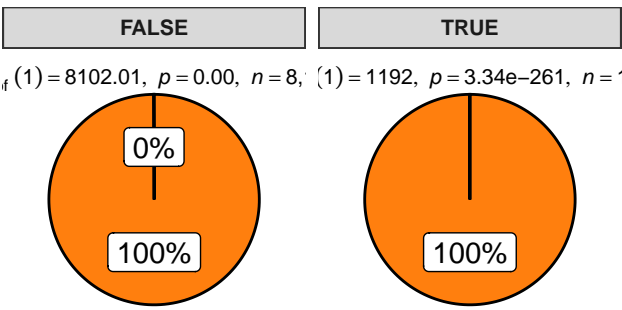 FALSE TRUE
(1) = 8102.01, p = 0.00, n = 8, (1) = 1192, p = 3.34e−261, n =
0%
100% 100%